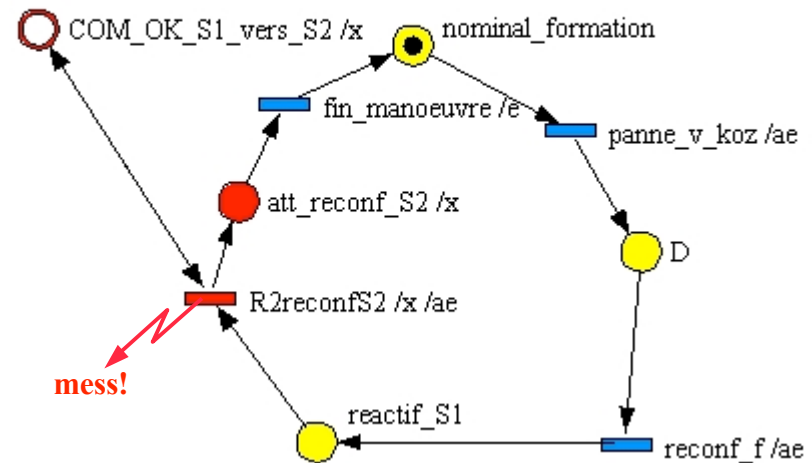 COM_OK_S1_vers_S2 /x
nominal_formation
fin_manoeuvre /e
panne_v_koz /ae
att_reconf_S2 /x
D
R2reconfS2 /x /ae
mess!
reactif_S1
reconf_f /ae